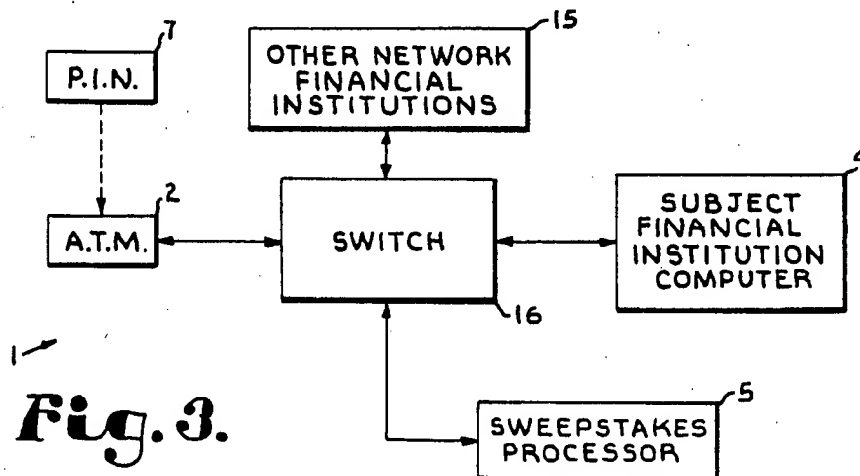 7
P.I.N.
15
OTHER NETWORK
FINANCIAL
INSTITUTIONS
2
A.T.M.
SWITCH
16
4
SUBJECT
FINANCIAL
INSTITUTION
COMPUTER
1
Fig. 3.
5
SWEEPSTAKES
PROCESSOR